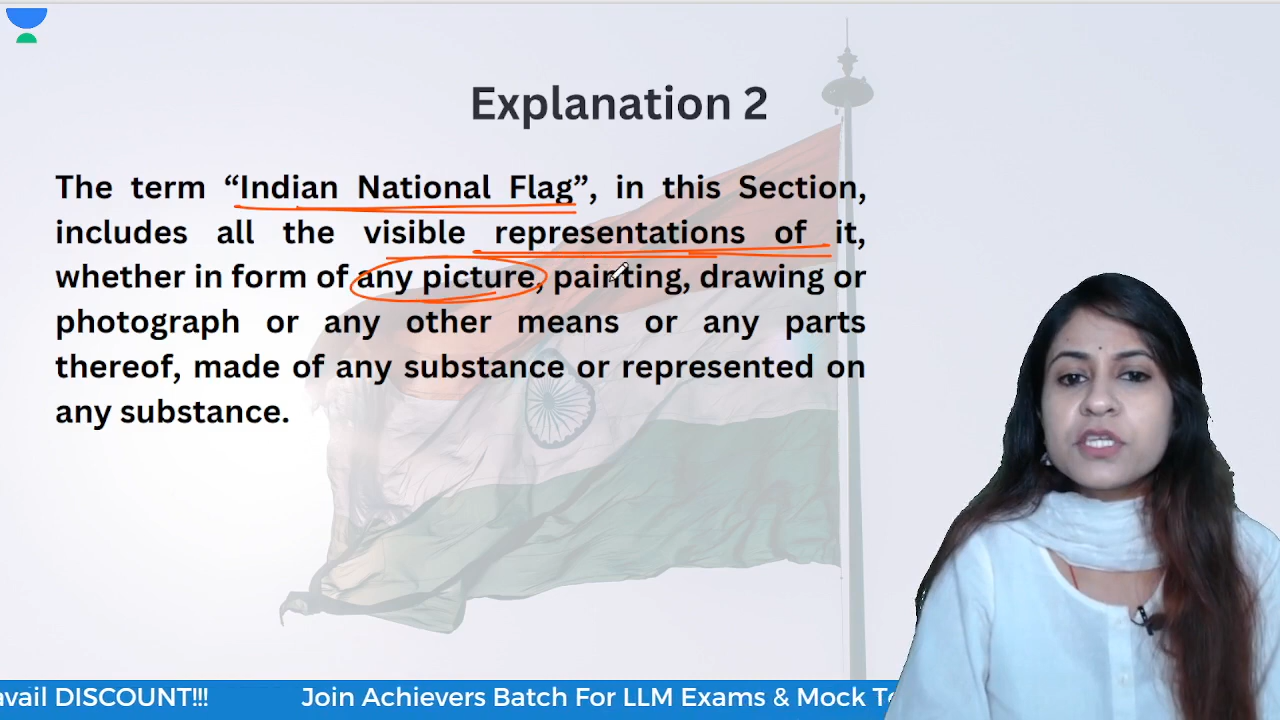 Explanation 2
The term “Indian National Flag”, in this Section,
includes all the visible representations of it,
whether in form of any picture, painting, drawing or
photograph or any other means or any parts
thereof, made of any substance or represented on
any substance.
avail DISCOUNT!!! Join Achievers Batch For LLM Exams & Mock Te